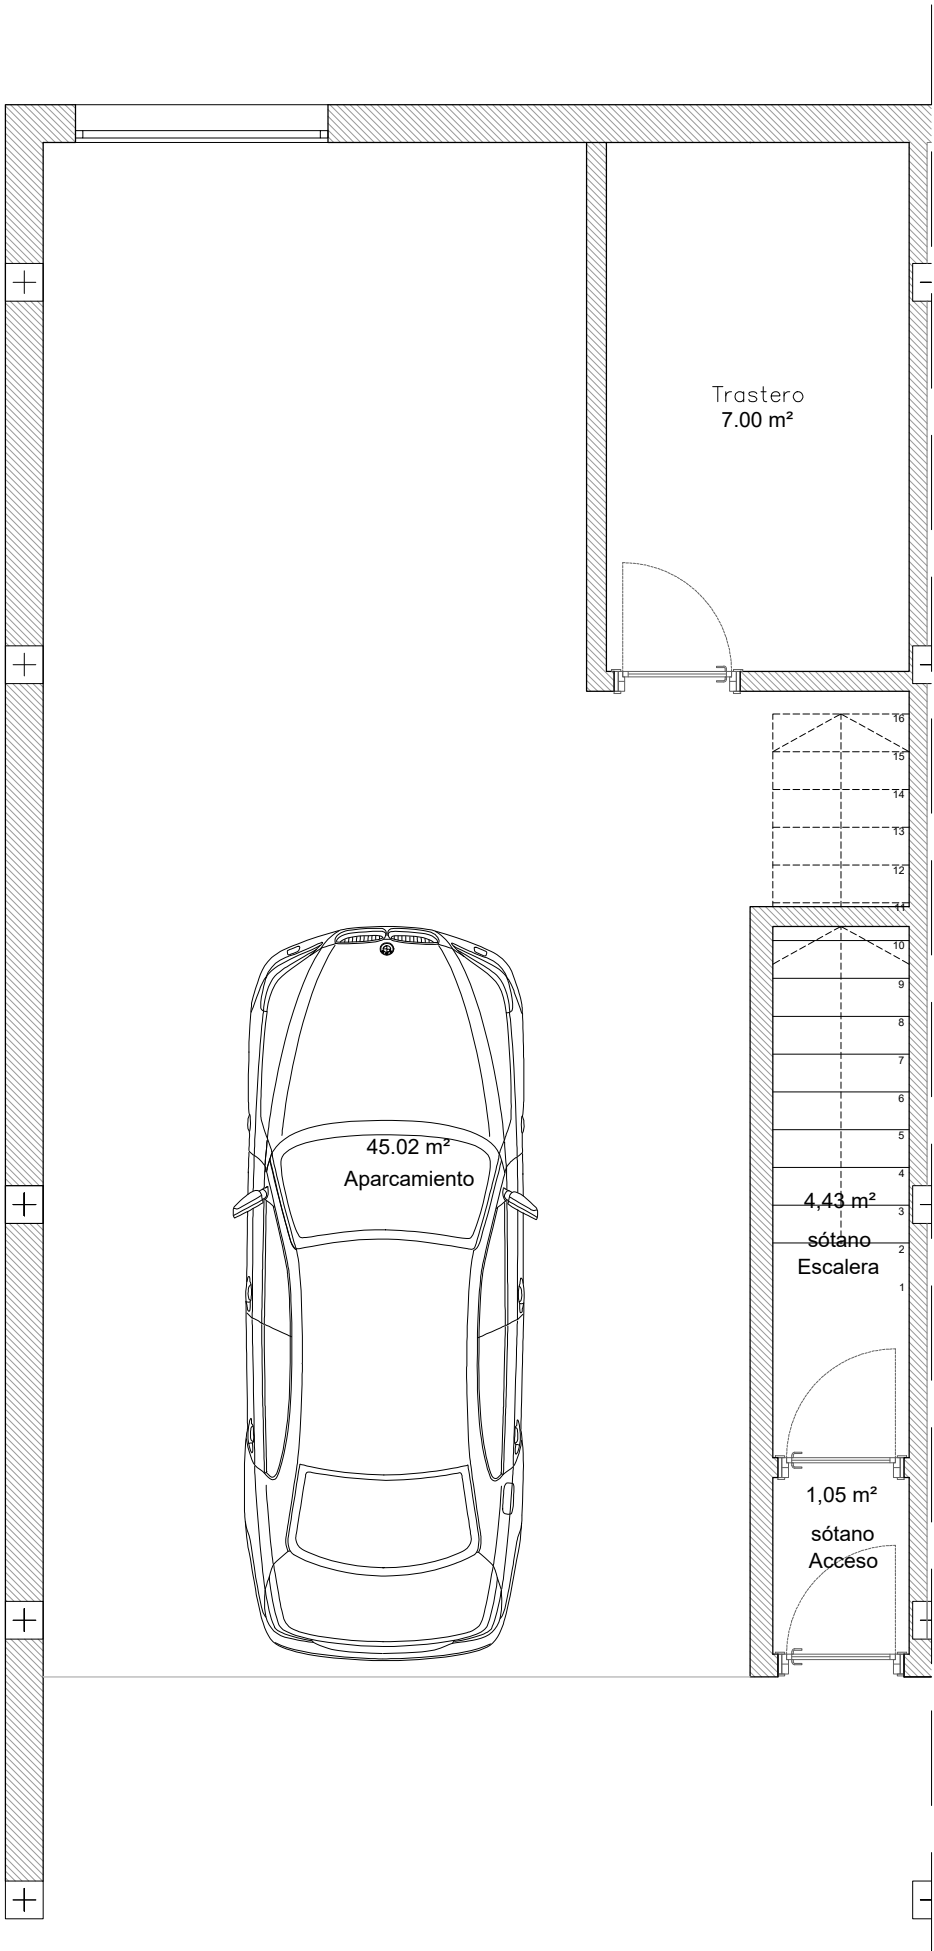 Trastero
7.00 m²
16
15
14
13
12
11
10
9
8
7
6
5
4
3
2
1
45.02 m²
Aparcamiento
4,43 m²
sótano
Escalera
1,05 m²
sótano
Acceso